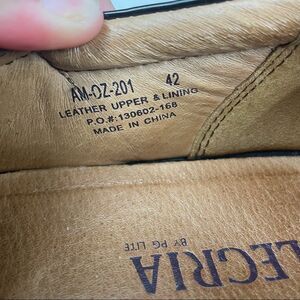 AM-OZ-201 42
LEATHER UPPER & LINING
P.O.#:130602-168
MADE IN CHINA
LEGRIA
BY PG LITE